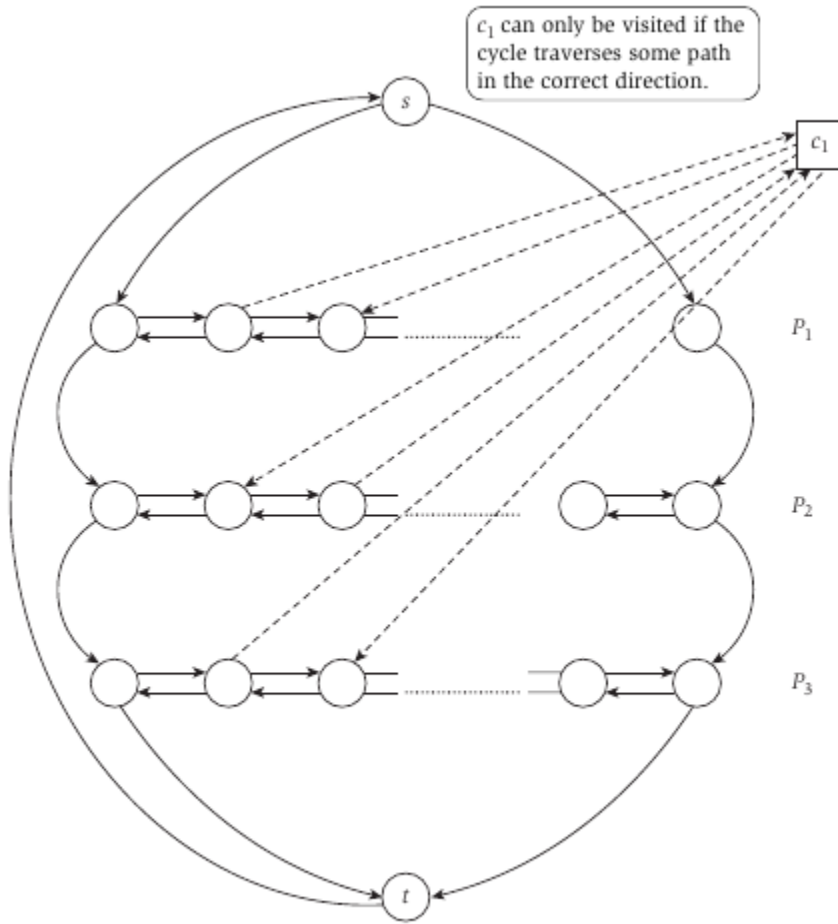 c₁ can only be visited if the
cycle traverses some path
in the correct direction.
s
c₁
P₁
P₂
P₃
t